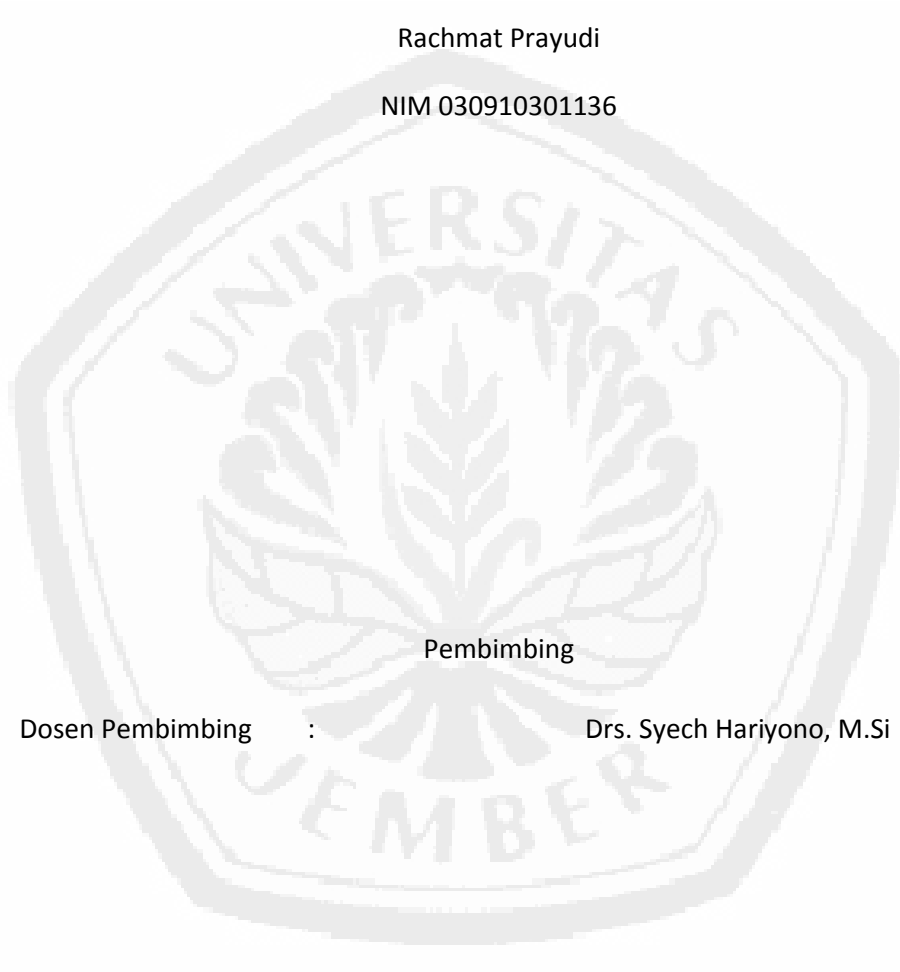 Rachmat Prayudi
NIM 030910301136
UNIVERSITAS
Pembimbing
Dosen Pembimbing : Drs. Syech Hariyono, M.Si
JEMBER